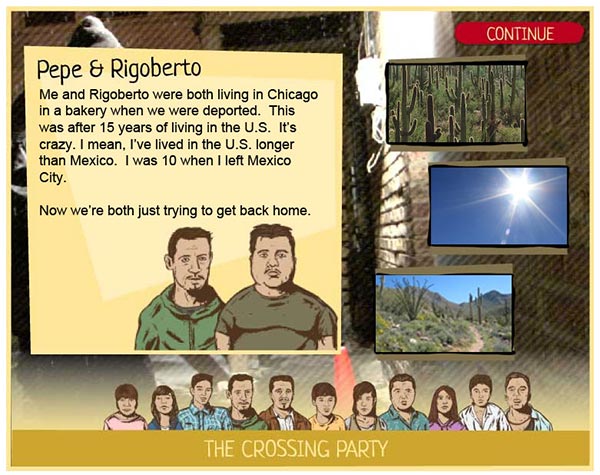 CONTINUE
Pepe & Rigoberto
Me and Rigoberto were both living in Chicago
in a bakery when we were deported.  This
was after 15 years of living in the U.S.  It's
crazy. I mean, I've lived in the U.S. longer
than Mexico.  I was 10 when I left Mexico
City.
Now we're both just trying to get back home.
THE CROSSING PARTY